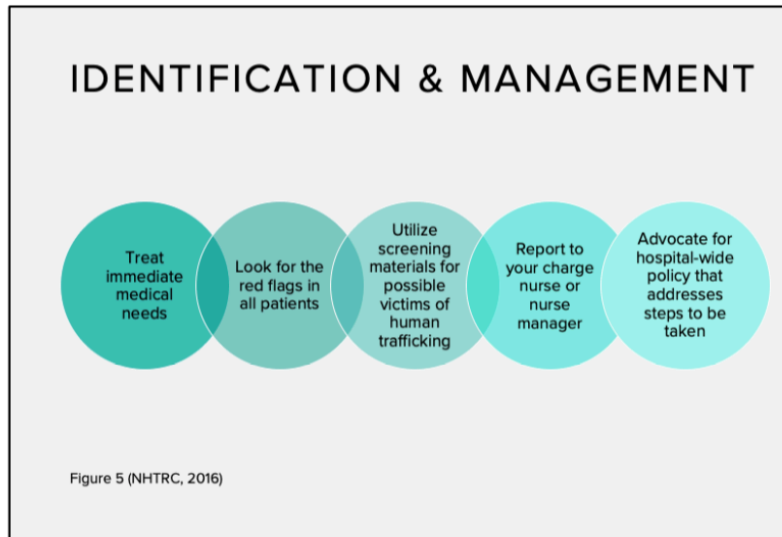 IDENTIFICATION & MANAGEMENT
Treat
immediate
medical
needs
Look for the
red flags in
all patients
Utilize
screening
materials for
possible
victims of
human
trafficking
Report to
your charge
nurse or
nurse
manager
Advocate for
hospital-wide
policy that
addresses
steps to be
taken
Figure 5 (NHTRC, 2016)